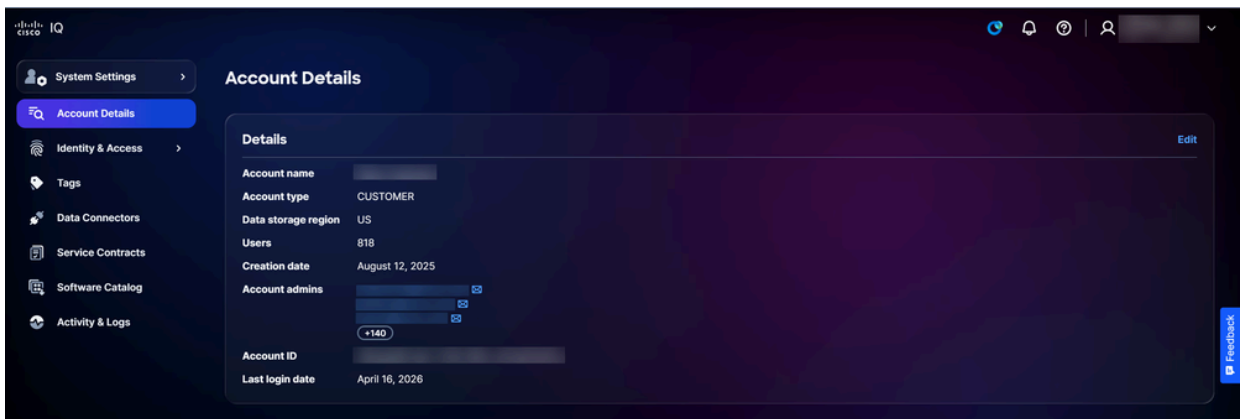 cisco IQ
System Settings
Account Details
Identity & Access
Tags
Data Connectors
Service Contracts
Software Catalog
Activity & Logs
Account Details
Details
Edit
Account name
Account type CUSTOMER
Data storage region US
Users 818
Creation date August 12, 2025
Account admins
+140
Account ID
Last login date April 16, 2026
Feedback